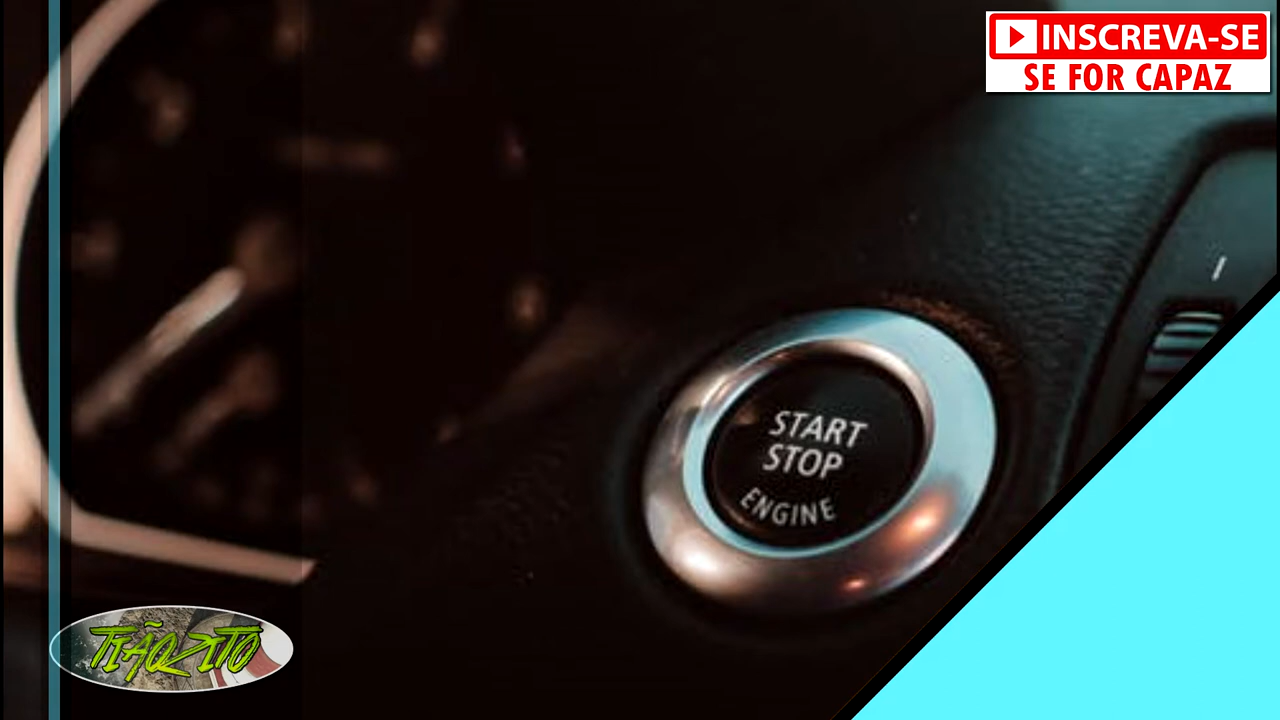 INSCREVA-SE
SE FOR CAPAZ
START
STOP
ENGINE
TIÃOZITO